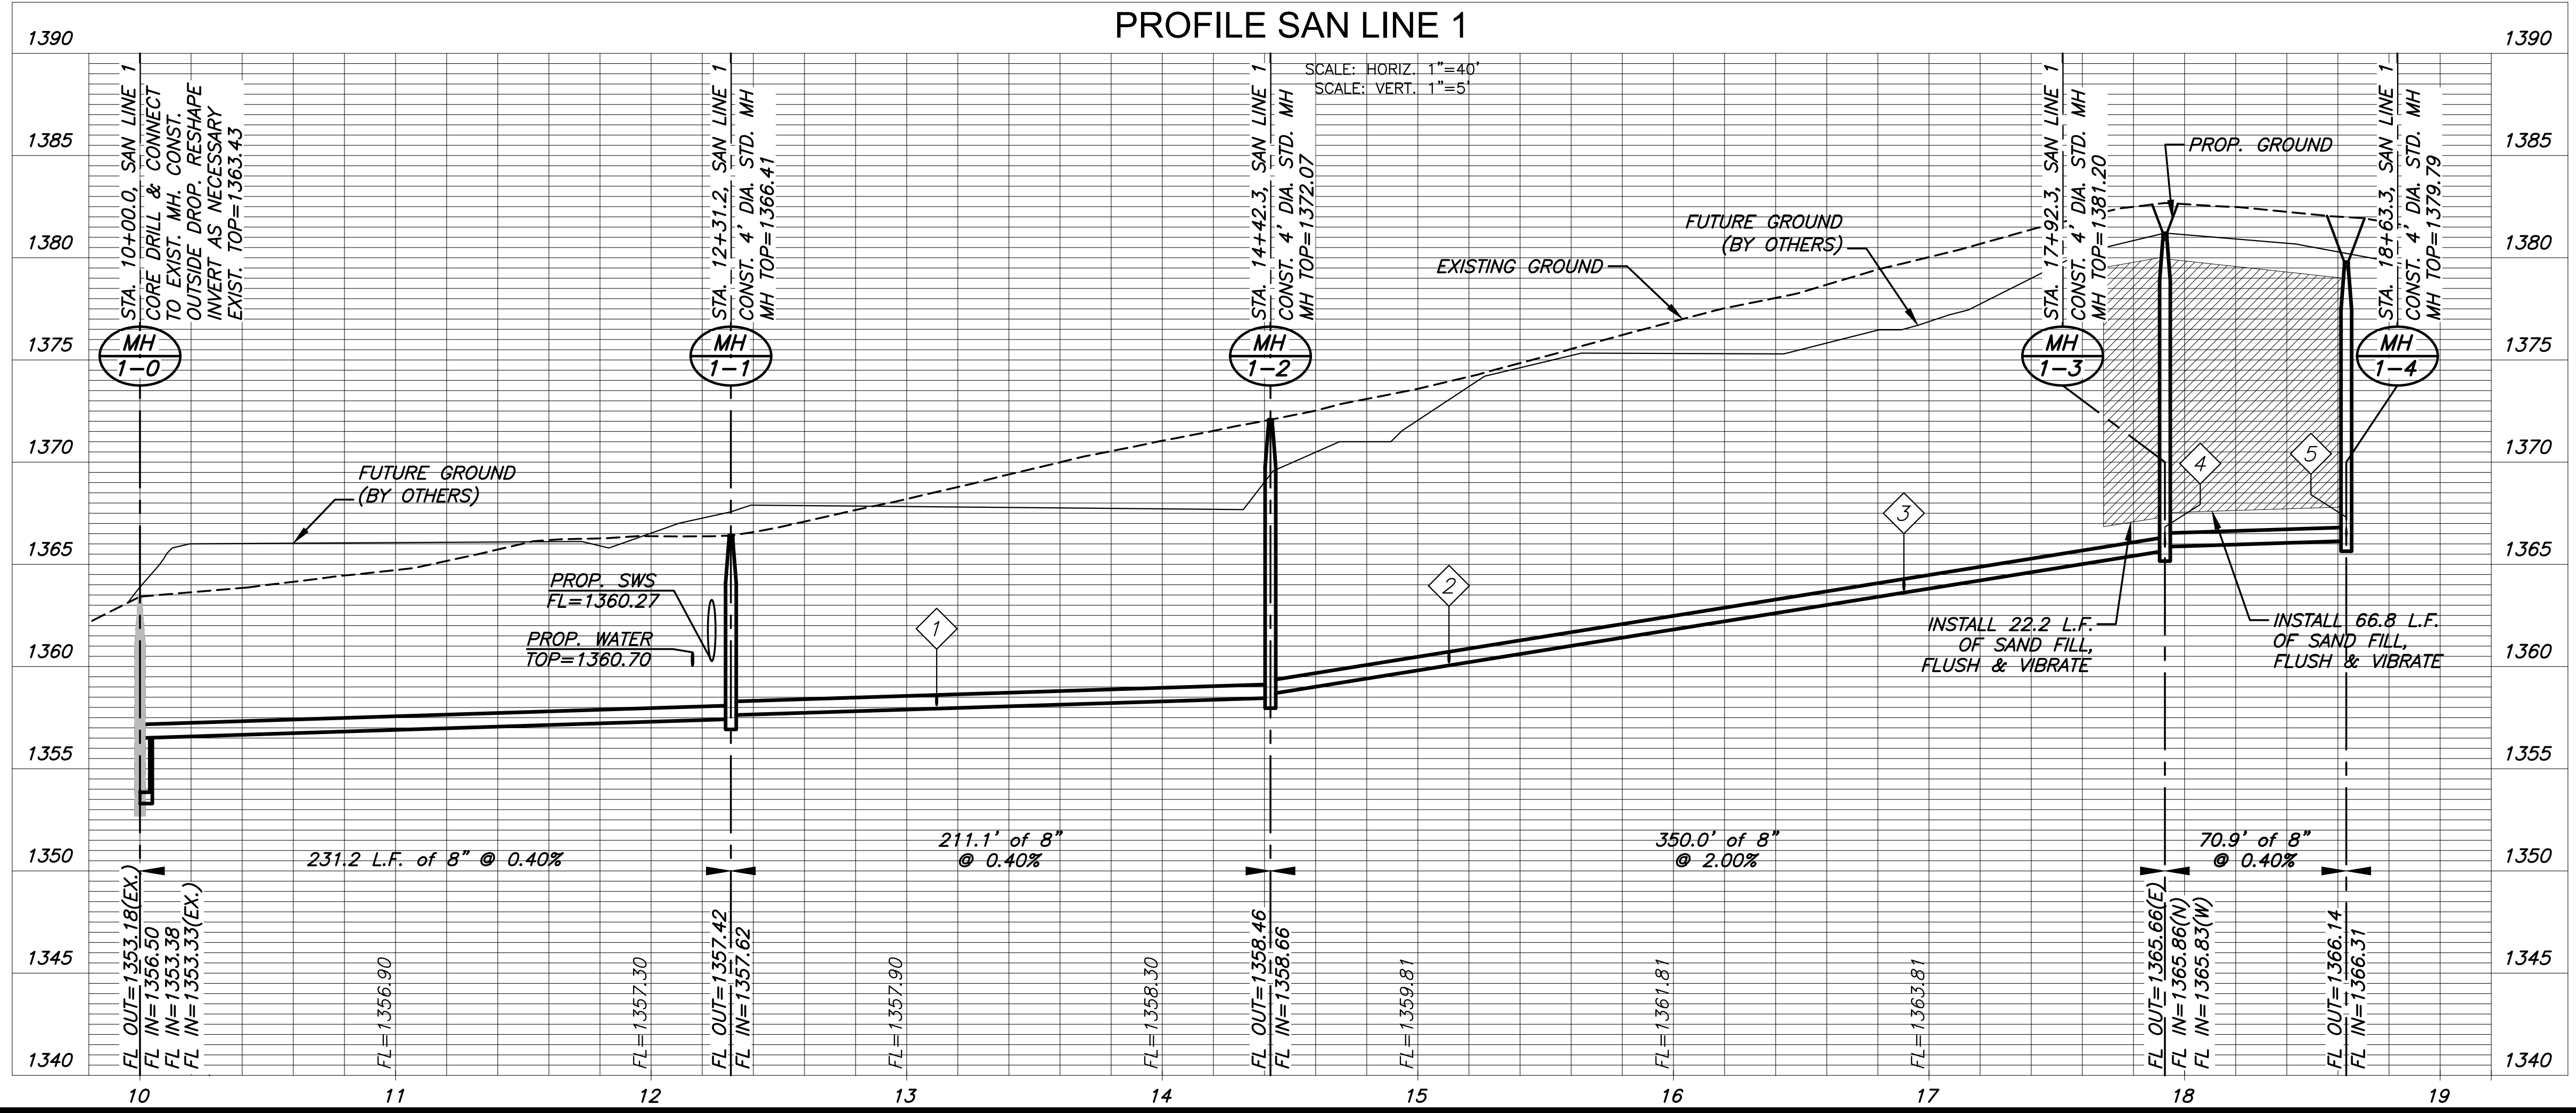 PROFILE SAN LINE 1
SCALE: HORIZ. 1"=40'
SCALE: VERT. 1"=5'
1390
1385
1380
1375
1370
1365
1360
1355
1350
1345
1340
1390
1385
1380
1375
1370
1365
1360
1355
1350
1345
1340
STA. 10+00.0, SAN LINE 1
CORE DRILL & CONNECT
TO EXIST. MH. CONST.
OUTSIDE DROP. RESHAPE
INVERT AS NECESSARY
EXIST. TOP=1363.43
MH
1-0
STA. 12+31.2, SAN LINE 1
CONST. 4' DIA. STD. MH
MH TOP=1366.41
MH
1-1
STA. 14+42.3, SAN LINE 1
CONST. 4' DIA. STD. MH
MH TOP=1372.07
MH
1-2
STA. 17+92.3, SAN LINE 1
CONST. 4' DIA. STD. MH
MH TOP=1381.20
MH
1-3
STA. 18+63.3, SAN LINE 1
CONST. 4' DIA. STD. MH
MH TOP=1379.79
MH
1-4
PROP. GROUND
FUTURE GROUND
(BY OTHERS)
EXISTING GROUND
FUTURE GROUND
(BY OTHERS)
PROP. SWS
FL=1360.27
PROP. WATER
TOP=1360.70
1
2
3
4
5
INSTALL 22.2 L.F.
OF SAND FILL,
FLUSH & VIBRATE
INSTALL 66.8 L.F.
OF SAND FILL,
FLUSH & VIBRATE
231.2 L.F. of 8" @ 0.40%
211.1' of 8"
@ 0.40%
350.0' of 8"
@ 2.00%
70.9' of 8"
@ 0.40%
FL OUT=1353.18(EX.)
FL IN=1356.50
FL IN=1353.38
FL IN=1353.33(EX.)
FL=1356.90
FL=1357.30
FL OUT=1357.42
FL IN=1357.62
FL=1357.90
FL=1358.30
FL OUT=1358.46
FL IN=1358.66
FL=1359.81
FL=1361.81
FL=1363.81
FL OUT=1365.66(E)
FL IN=1365.86(N)
FL IN=1365.83(W)
FL OUT=1366.14
FL IN=1366.31
10 11 12 13 14 15 16 17 18 19